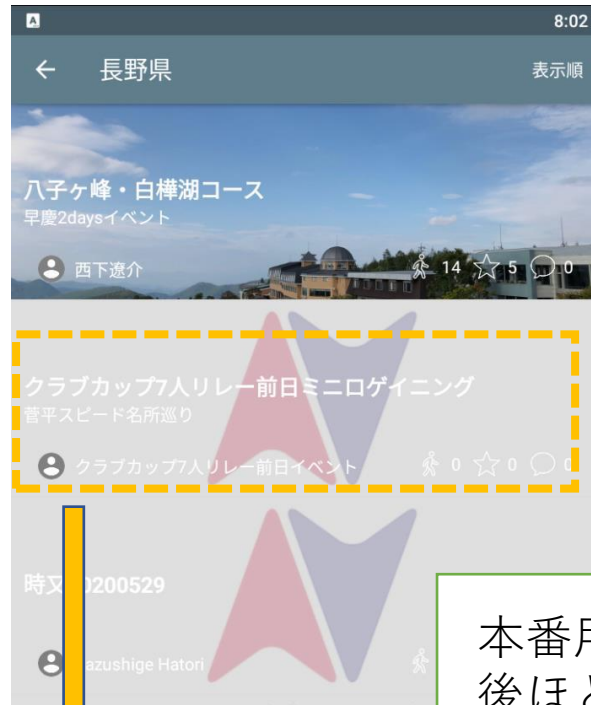 A
8:02
長野県
表示順
八子ヶ峰・白樺湖コース
早慶2daysイベント
西下遼介
14
5
0
クラブカップ7人リレー前日ミニロゲイニング
菅平スピード名所巡り
クラブカップ7人リレー前日イベント
0
0
0
時又
0200529
azushige Hatori
本番用
後ほど